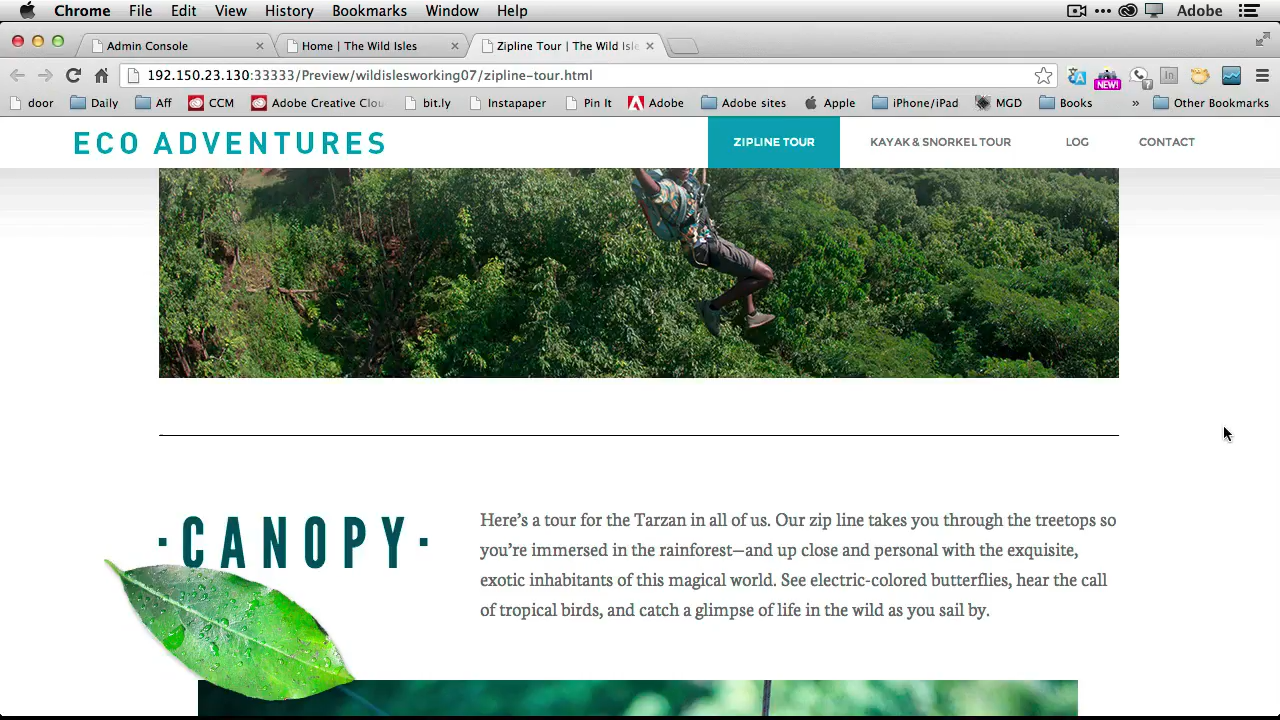 Chrome File Edit View History Bookmarks Window Help Adobe
Admin Console Home | The Wild Isles Zipline Tour | The Wild Isle
192.150.23.130:33333/Preview/wildislesworking07/zipline-tour.html NEW! in ?
door Daily Aff CCM Adobe Creative Clou bit.ly Instapaper Pin It Adobe Adobe sites Apple iPhone/iPad MGD Books » Other Bookmarks
ECO ADVENTURES ZIPLINE TOUR KAYAK & SNORKEL TOUR LOG CONTACT
·CANOPY·
Here’s a tour for the Tarzan in all of us. Our zip line takes you through the treetops so
you’re immersed in the rainforest—and up close and personal with the exquisite,
exotic inhabitants of this magical world. See electric-colored butterflies, hear the call
of tropical birds, and catch a glimpse of life in the wild as you sail by.